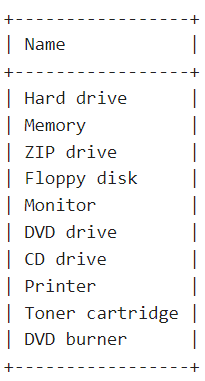 +-----------------+
| Name            |
+-----------------+
| Hard drive      |
| Memory          |
| ZIP drive       |
| Floppy disk     |
| Monitor         |
| DVD drive       |
| CD drive        |
| Printer         |
| Toner cartridge |
| DVD burner      |
+-----------------+